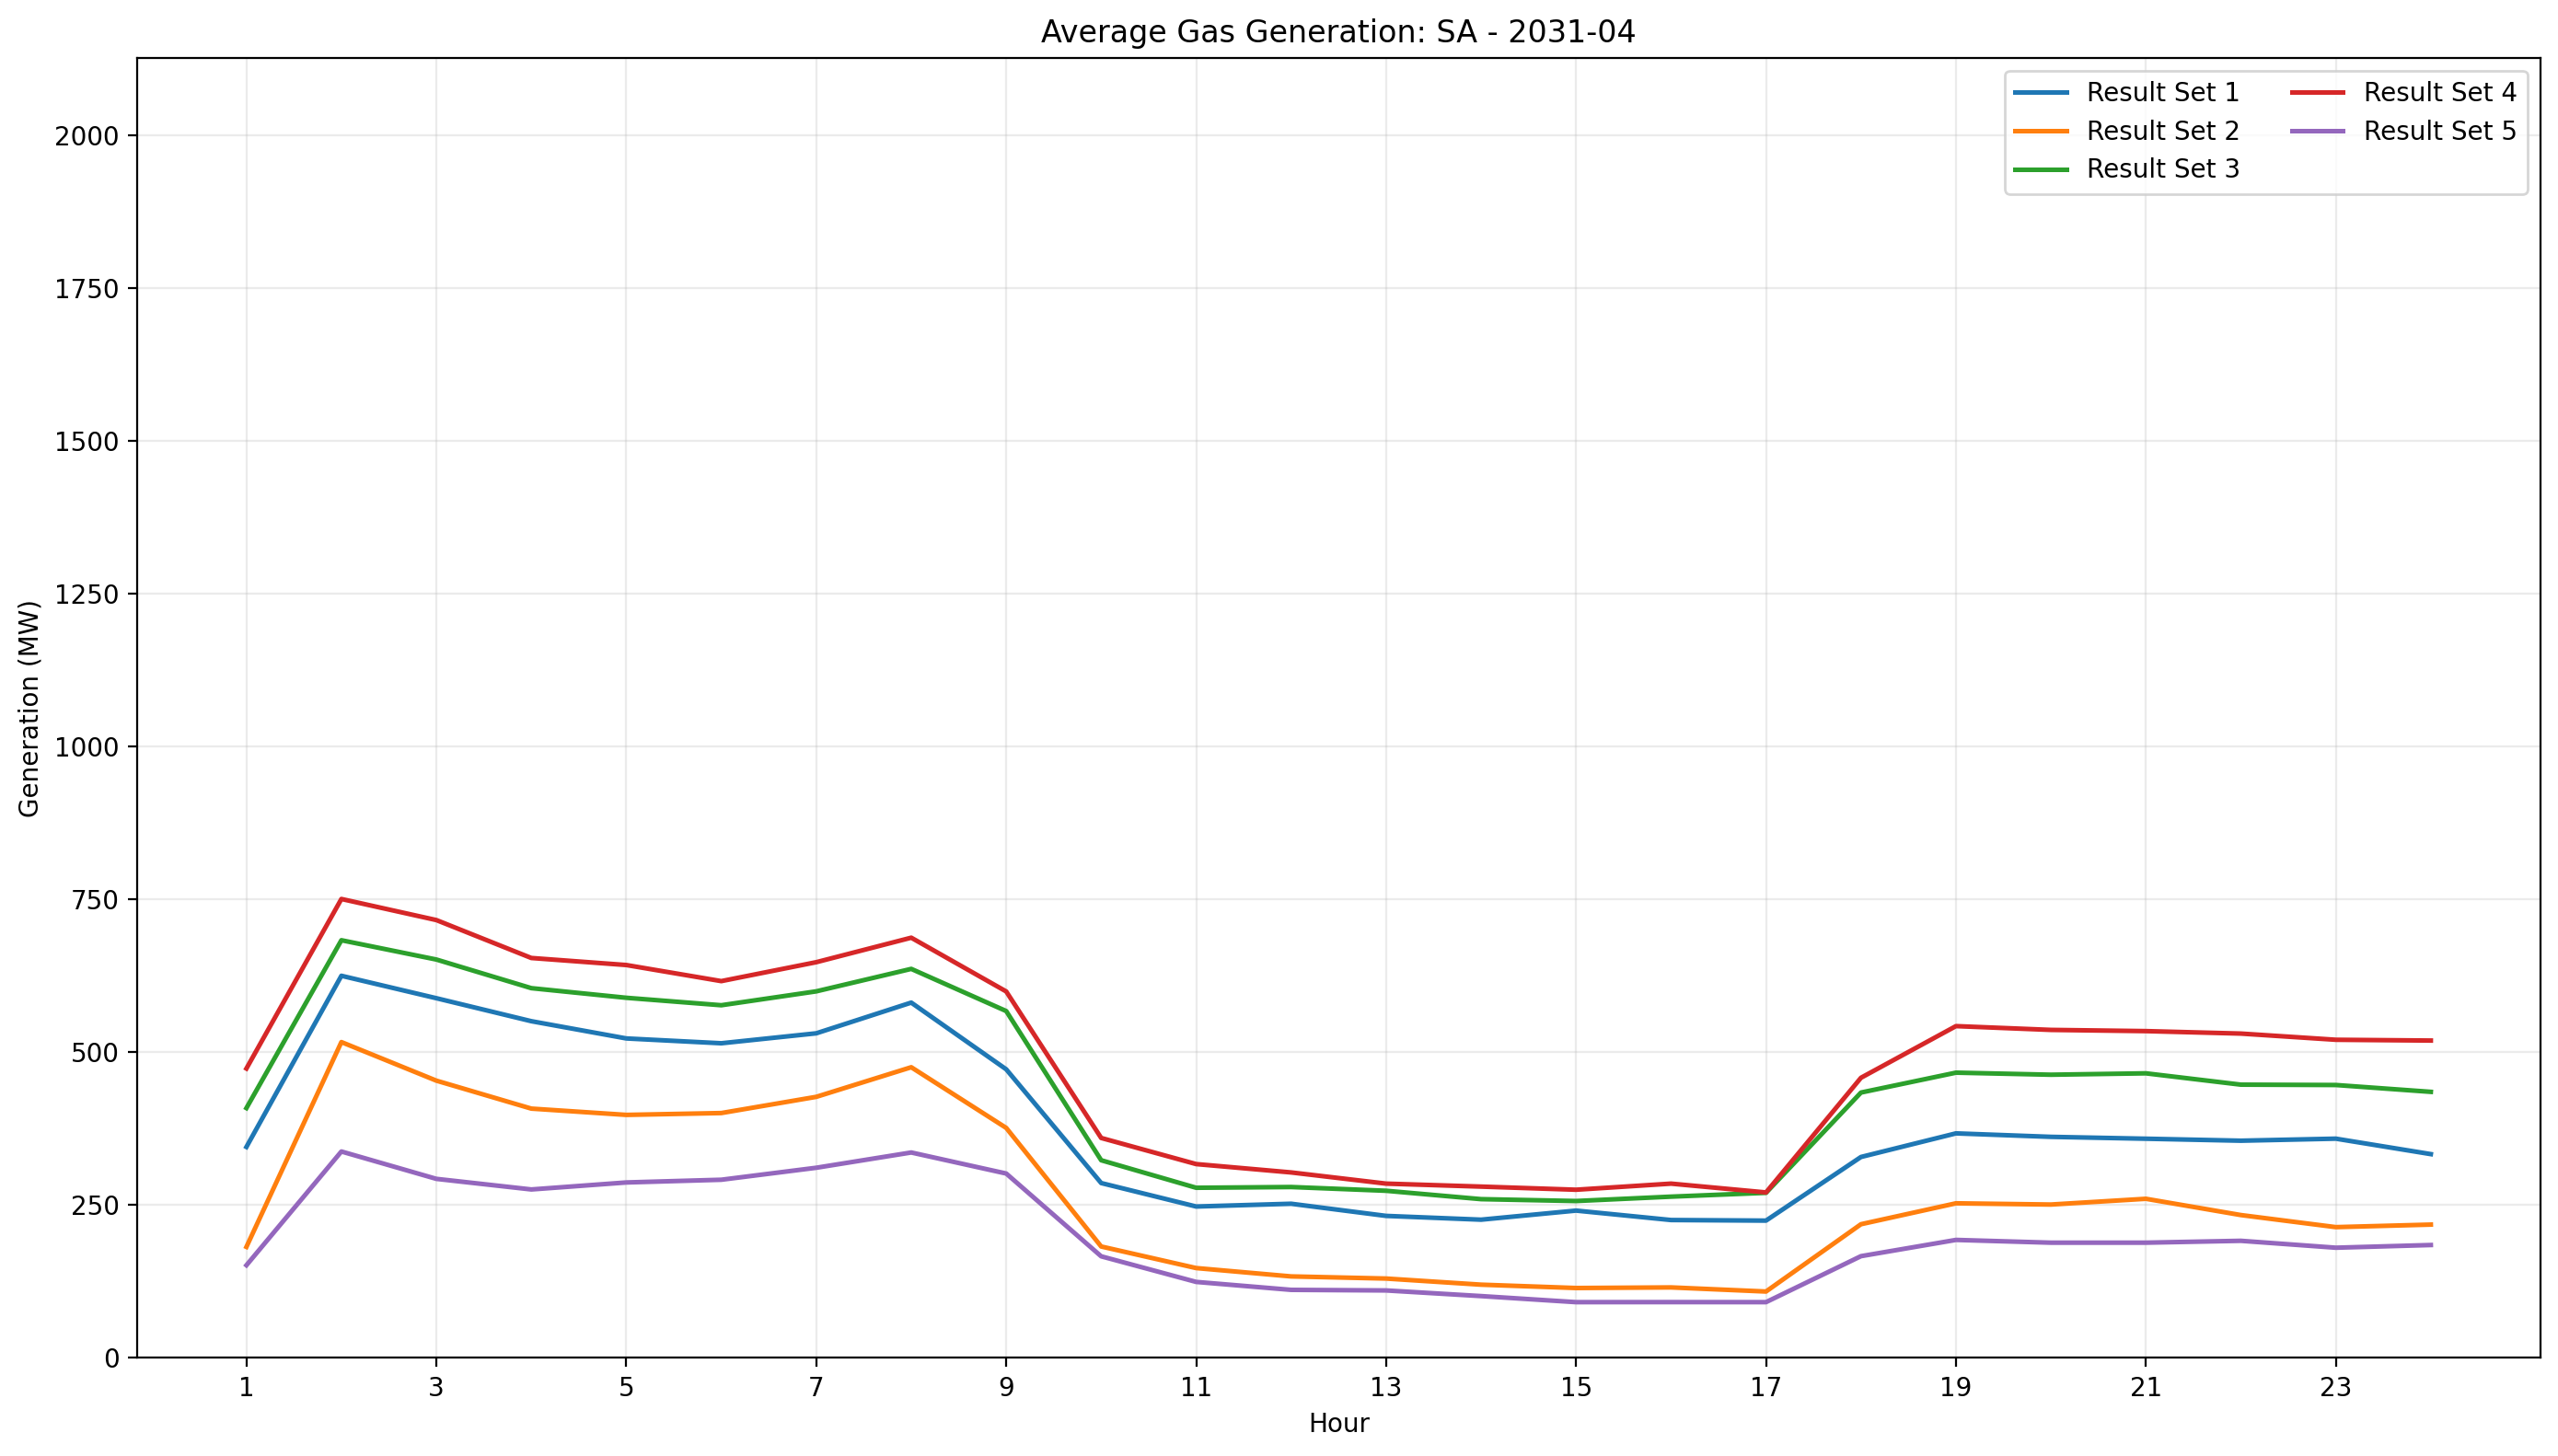 Average Gas Generation: SA - 2031-04
Result Set 1
Result Set 2
Result Set 3
Result Set 4
Result Set 5
Generation (MW)
2000
1750
1500
1250
1000
750
500
250
0
1 3 5 7 9 11 13 15 17 19 21 23
Hour